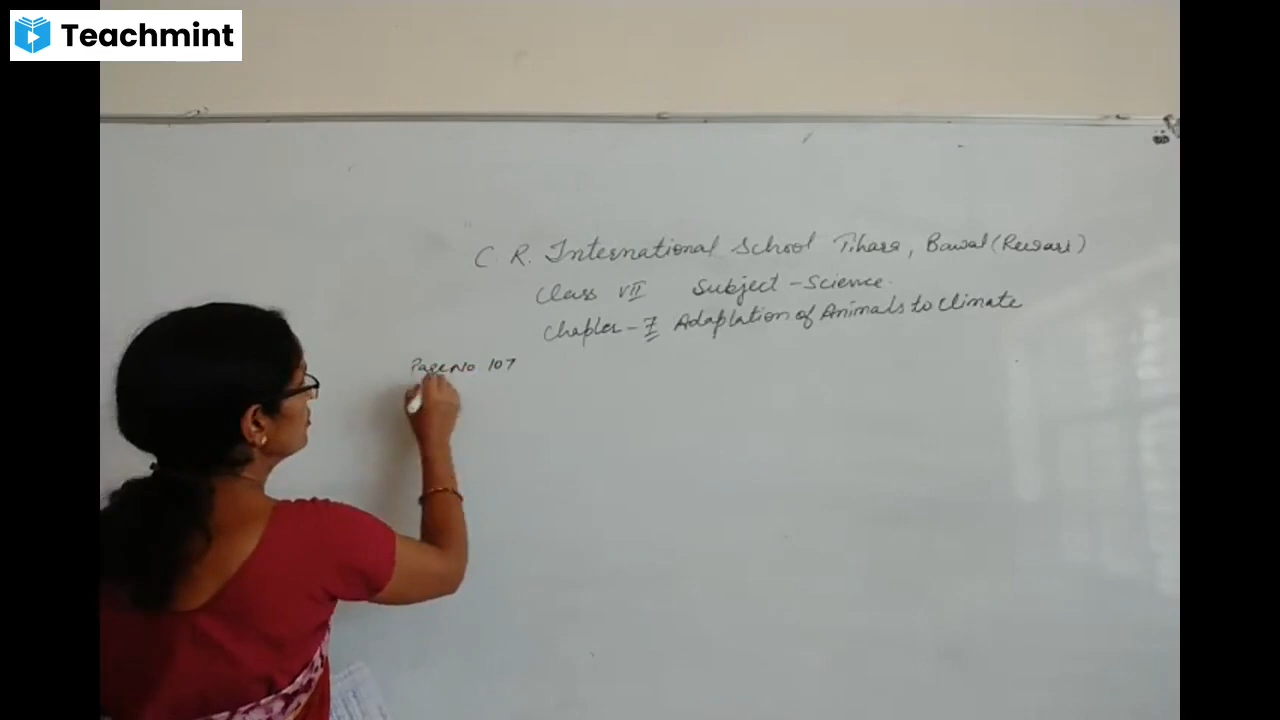 Teachmint
C. R. International School Tihara, Bawal (Rewari)
Class VII Subject - Science.
Chapter - 7 Adaptation of Animals to Climate
Page No 107